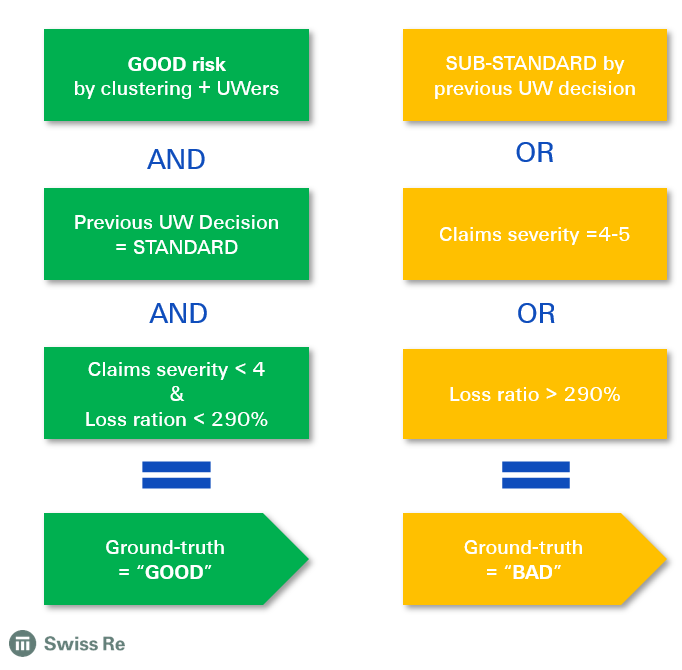 GOOD risk
by clustering + UWers
AND
Previous UW Decision
= STANDARD
AND
Claims severity < 4
&
Loss ration < 290%
Ground-truth
= “GOOD”
SUB-STANDARD by
previous UW decision
OR
Claims severity =4-5
OR
Loss ratio > 290%
Ground-truth
= “BAD”
Swiss Re